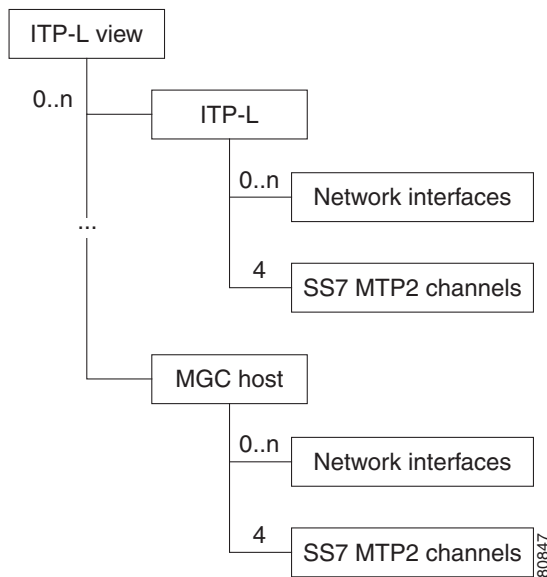 ITP-L view
0..n
ITP-L
0..n
Network interfaces
...
4
SS7 MTP2 channels
MGC host
0..n
Network interfaces
4
SS7 MTP2 channels
80847